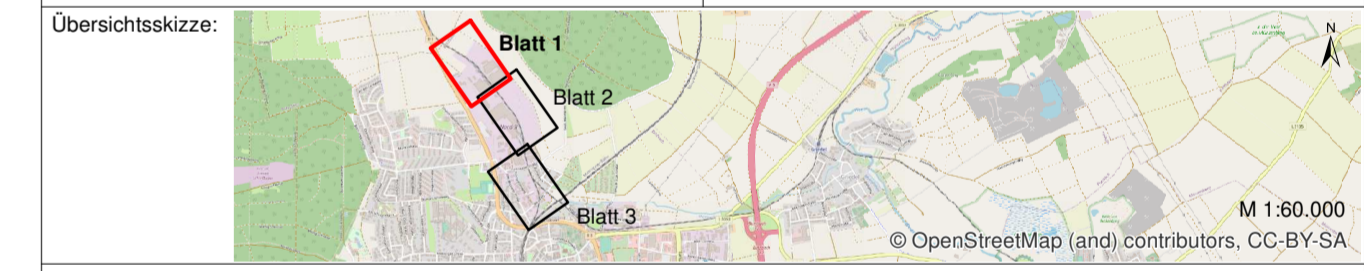 Übersichtsskizze:
Blatt 1
N
Blatt 2
Blatt 3
M 1:60.000
© OpenStreetMap (and) contributors, CC-BY-SA